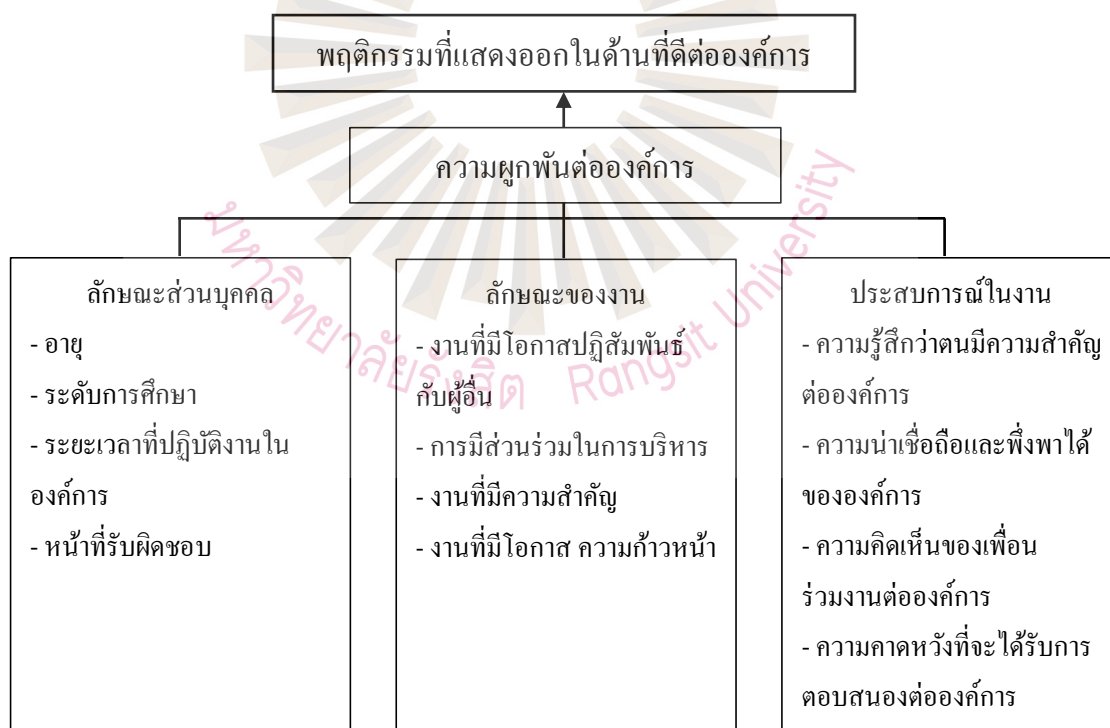 พฤติกรรมที่แสดงออกในด้านที่ดีต่อองค์การ
ความผูกพันต่อองค์การ
ลักษณะส่วนบุคคล
- อายุ
- ระดับการศึกษา
- ระยะเวลาที่ปฏิบัติงานใน
องค์การ
- หน้าที่รับผิดชอบ
ลักษณะของงาน
- งานที่มีโอกาสปฏิสัมพันธ์
กับผู้อื่น
- การมีส่วนร่วมในการบริหาร
- งานที่มีความสำคัญ
- งานที่มีโอกาส ความก้าวหน้า
ประสบการณ์ในงาน
- ความรู้สึกว่าตนมีความสำคัญ
ต่อองค์การ
- ความน่าเชื่อถือและพึ่งพาได้
ขององค์การ
- ความคิดเห็นของเพื่อน
ร่วมงานต่อองค์การ
- ความคาดหวังที่จะได้รับการ
ตอบสนองต่อองค์การ
มหาวิทยาลัยรังสิต Rangsit University